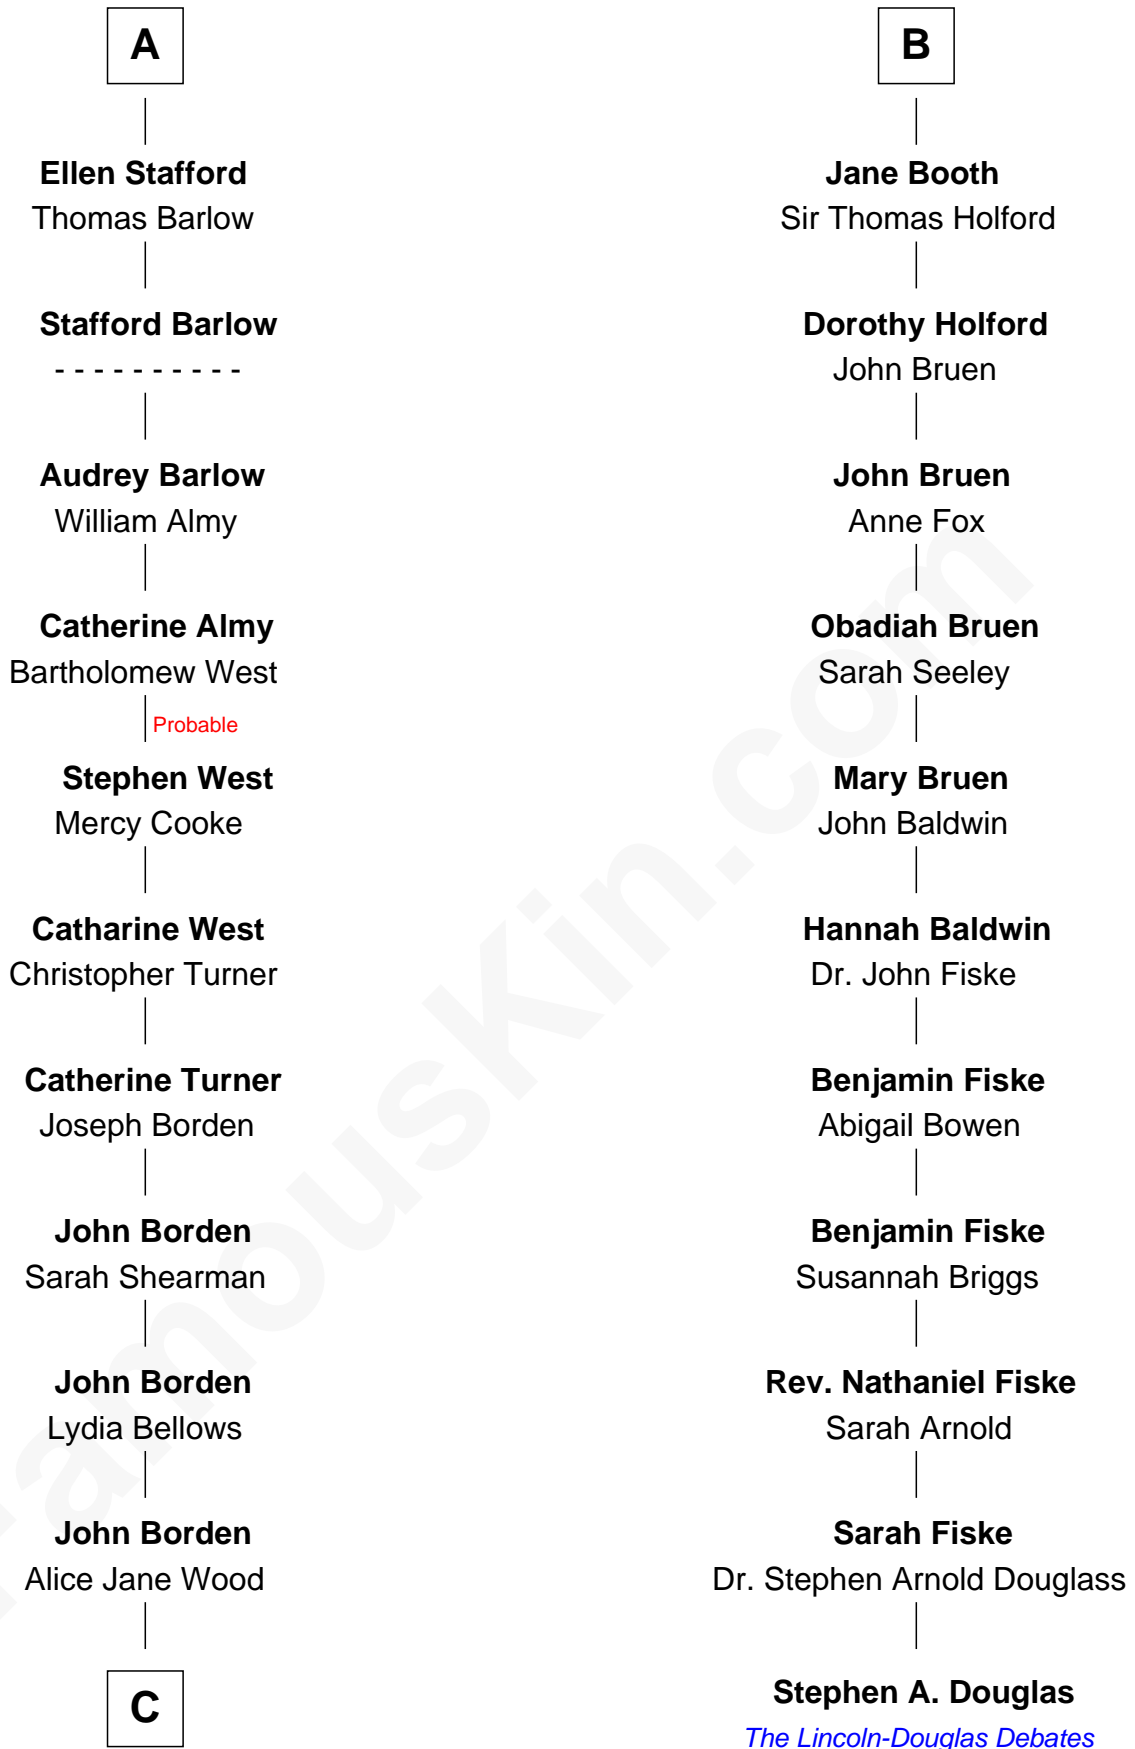 A
Ellen Stafford
Thomas Barlow
Stafford Barlow
- - - - - - - - - -
Audrey Barlow
William Almy
Catherine Almy
Bartholomew West
Probable
Stephen West
Mercy Cooke
Catharine West
Christopher Turner
Catherine Turner
Joseph Borden
John Borden
Sarah Shearman
John Borden
Lydia Bellows
John Borden
Alice Jane Wood
C
B
Jane Booth
Sir Thomas Holford
Dorothy Holford
John Bruen
John Bruen
Anne Fox
Obadiah Bruen
Sarah Seeley
Mary Bruen
John Baldwin
Hannah Baldwin
Dr. John Fiske
Benjamin Fiske
Abigail Bowen
Benjamin Fiske
Susannah Briggs
Rev. Nathaniel Fiske
Sarah Arnold
Sarah Fiske
Dr. Stephen Arnold Douglass
Stephen A. Douglas
The Lincoln-Douglas Debates
FamousKin.com